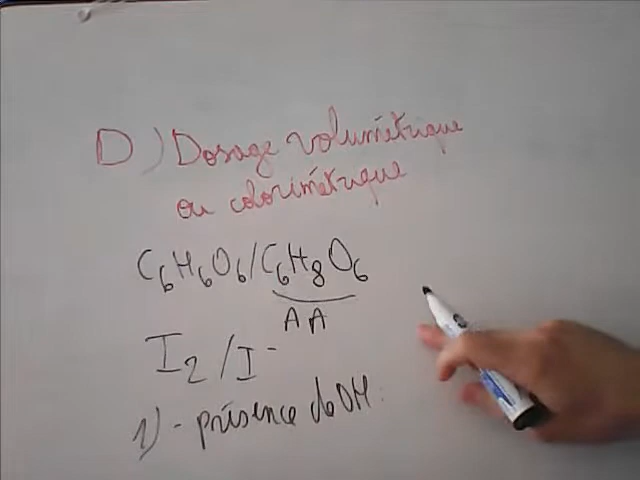 D) Dosage volumétrique
ou colorimétrique
C6H6O6/C6H8O6
AA
I2/I-
1) - présence de OH.